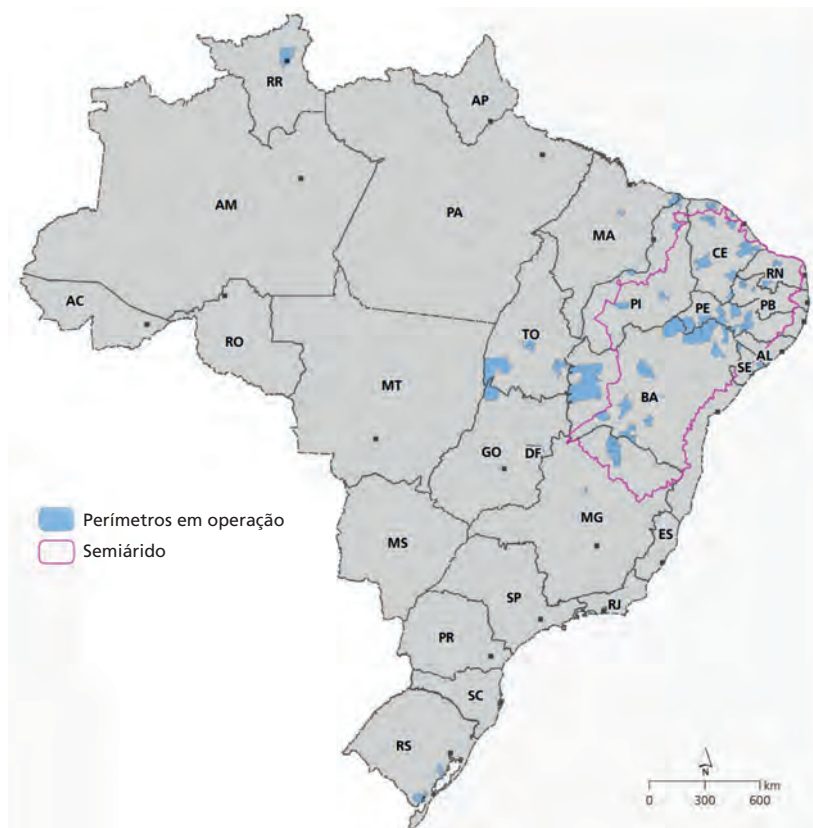 RR
AP
AM
PA
MA
CE
RN
PB
PI
PE
AC
TO
AL
SE
RO
BA
MT
GO
DF
Perímetros em operação
Semiárido
MG
MS
ES
SP
RJ
PR
SC
RS
N
km
0 300 600